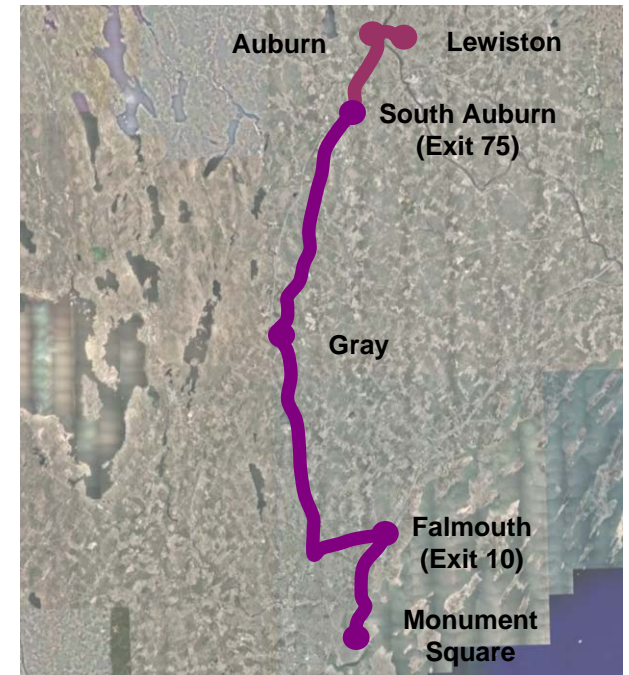 Auburn
Lewiston
South Auburn
(Exit 75)
Gray
Falmouth
(Exit 10)
Monument
Square